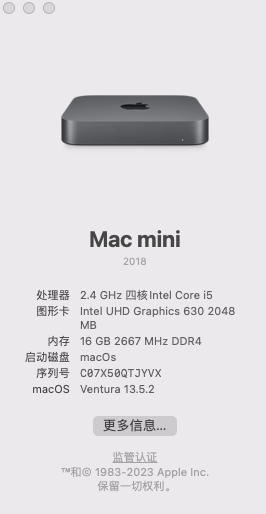 Mac mini
2018
处理器 2.4 GHz 四核Intel Core i5
图形卡 Intel UHD Graphics 630 2048
MB
内存 16 GB 2667 MHz DDR4
启动磁盘 macOs
序列号 C07X50QTJYVX
macOS Ventura 13.5.2
更多信息...
监管认证
™和© 1983-2023 Apple Inc.
保留一切权利。